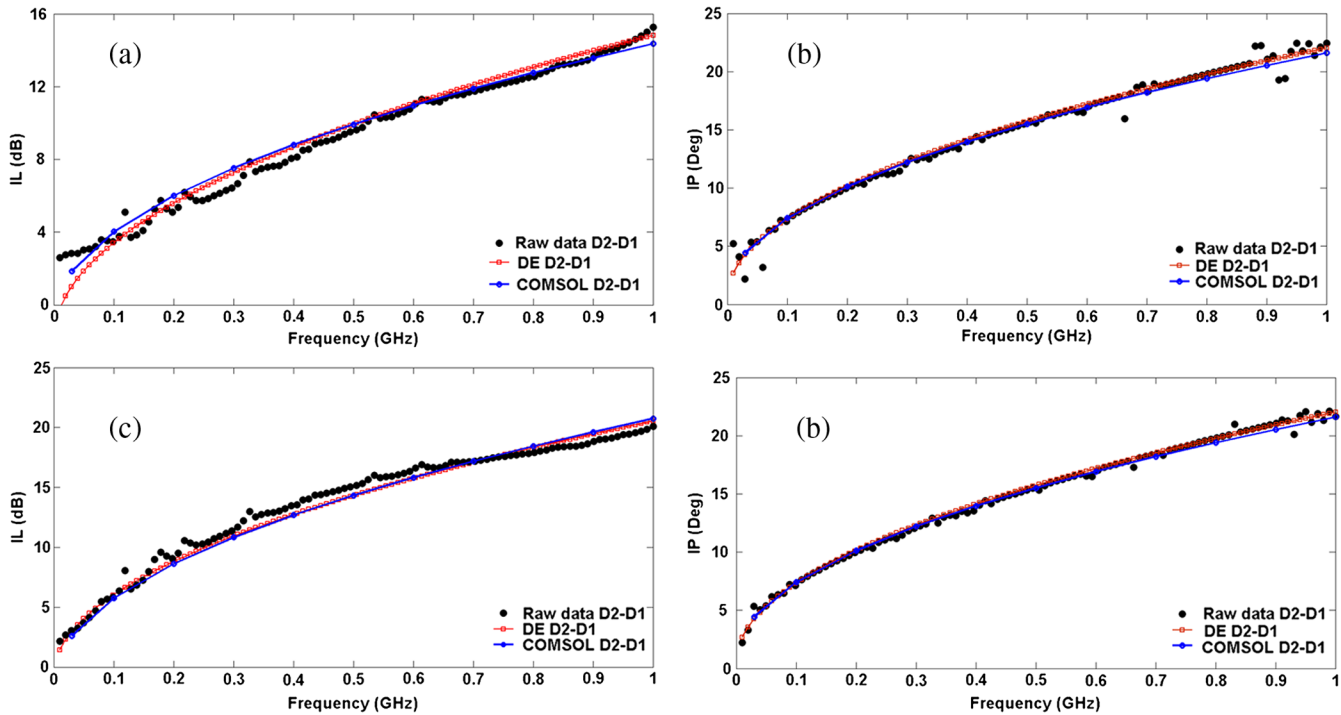 16
12
8
4
0
IL (dB)
(a)
Raw data D2-D1
DE D2-D1
COMSOL D2-D1
0 0.1 0.2 0.3 0.4 0.5 0.6 0.7 0.8 0.9 1
Frequency (GHz)
25
20
15
10
5
0
IP (Deg)
(b)
Raw data D2-D1
DE D2-D1
COMSOL D2-D1
0 0.1 0.2 0.3 0.4 0.5 0.6 0.7 0.8 0.9 1
Frequency (GHz)
25
20
15
10
5
0
IL (dB)
(c)
Raw data D2-D1
DE D2-D1
COMSOL D2-D1
0 0.1 0.2 0.3 0.4 0.5 0.6 0.7 0.8 0.9 1
Frequency (GHz)
25
20
15
10
5
0
IP (Deg)
(b)
Raw data D2-D1
DE D2-D1
COMSOL D2-D1
0 0.1 0.2 0.3 0.4 0.5 0.6 0.7 0.8 0.9 1
Frequency (GHz)